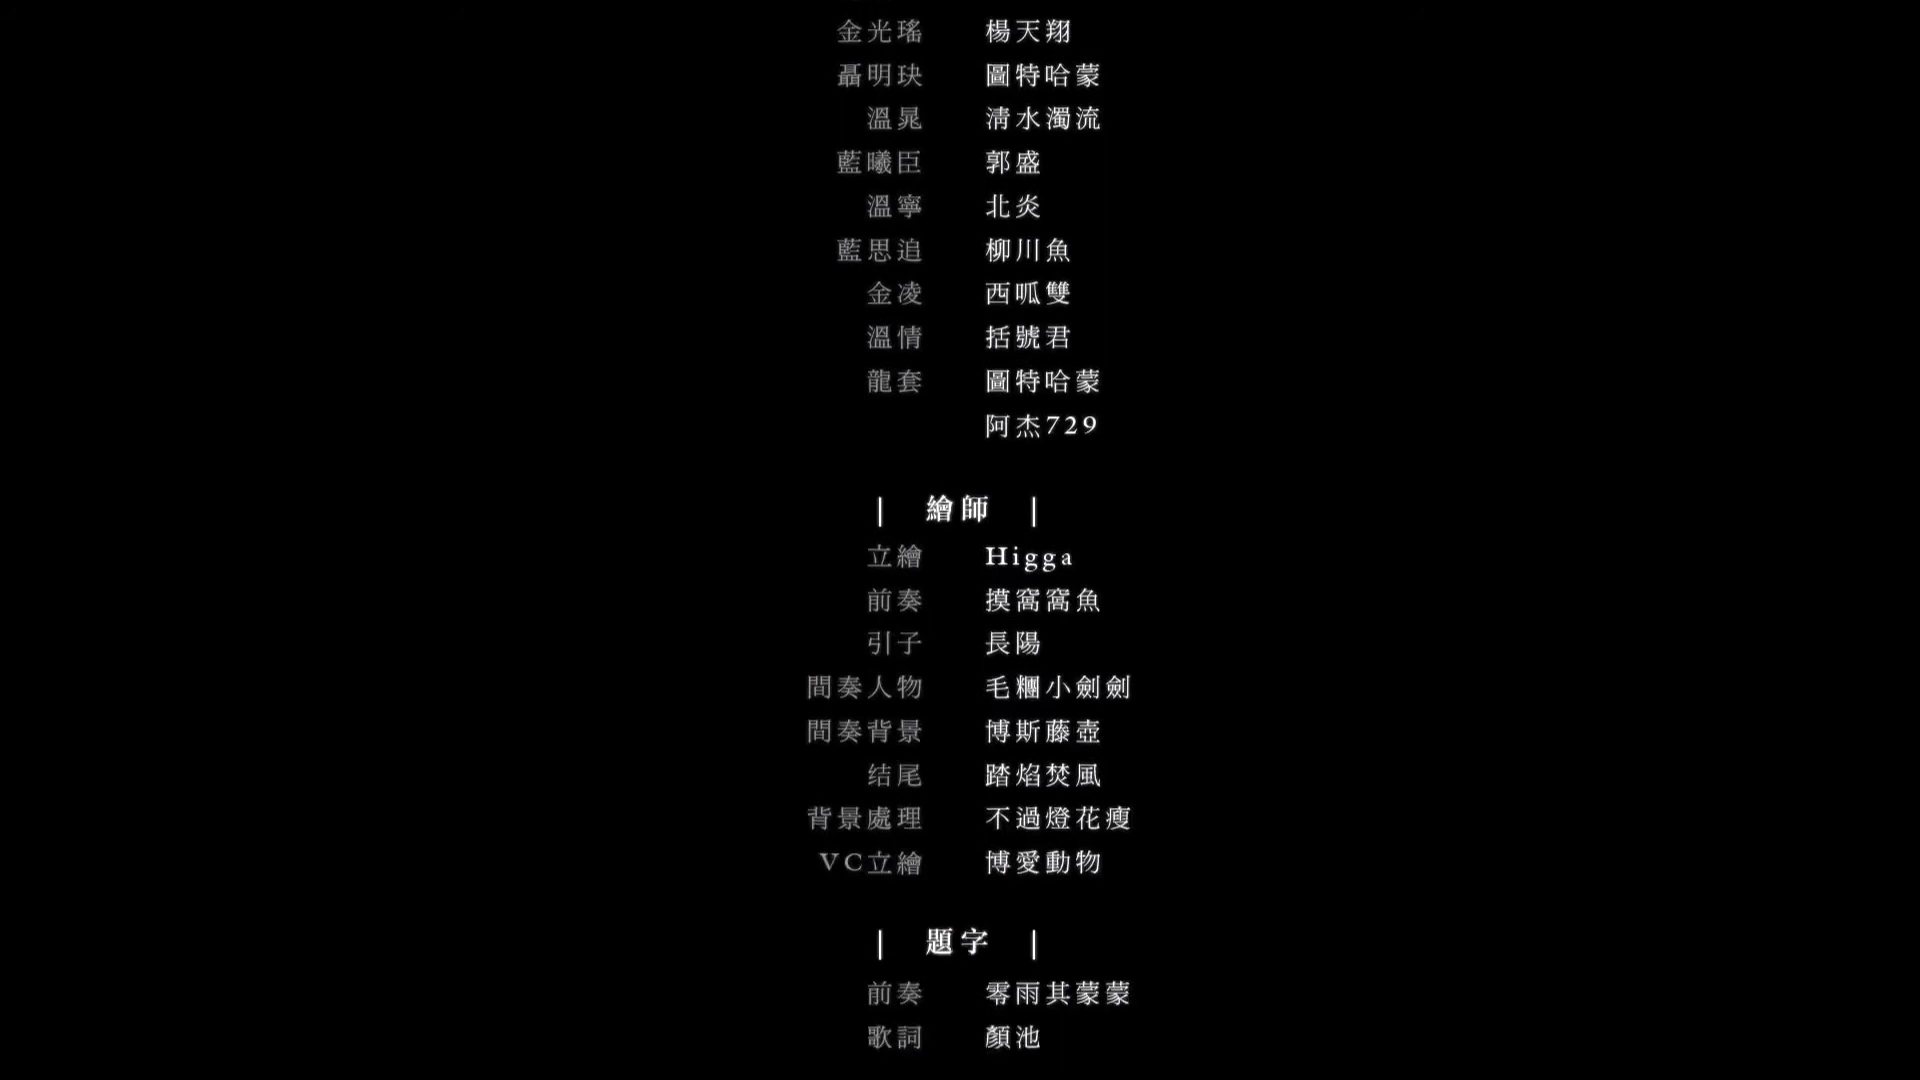 金光瑤 楊天翔
聶明玦 圖特哈蒙
溫晁 清水濁流
藍曦臣 郭盛
溫寧 北炎
藍思追 柳川魚
金凌 西呱雙
溫情 括號君
龍套 圖特哈蒙
阿杰729
| 繪師 |
立繪 Higga
前奏 摸窩窩魚
引子 長陽
間奏人物 毛糰小劍劍
間奏背景 博斯藤壺
结尾 踏焰焚風
背景處理 不過燈花瘦
VC立繪 博愛動物
| 題字 |
前奏 零雨其蒙蒙
歌詞 顏池